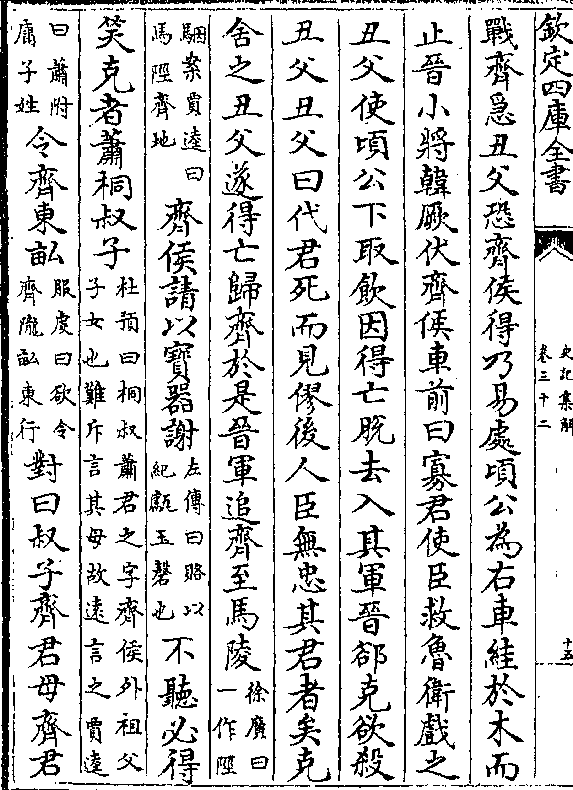 欽定四庫全書
史記集解
卷三十二
十五
戰齊急丑父恐齊侯得乃易處頃公為右車絓於木而
止晉小將韓厥伏齊侯車前曰寡君使臣救魯衛戲之
丑父使頃公下取飲因得亡脫去入其軍晉郤克欲殺
丑父丑父曰代君死而見僇後人臣無忠其君者矣克
舍之丑父遂得亡歸齊於是晉軍追齊至馬陵徐廣曰一作陘
駰案賈逵曰馬陘齊地齊侯請以寶器謝左傳曰賂以紀甗玉磬也不聽必得
笑克者蕭桐叔子杜預曰桐叔蕭君之字齊侯外祖父子女也難斥言其母故遠言之賈逵
曰蕭附庸子姓令齊東畝服虔曰欲令齊隴畝東行對曰叔子齊君母齊君